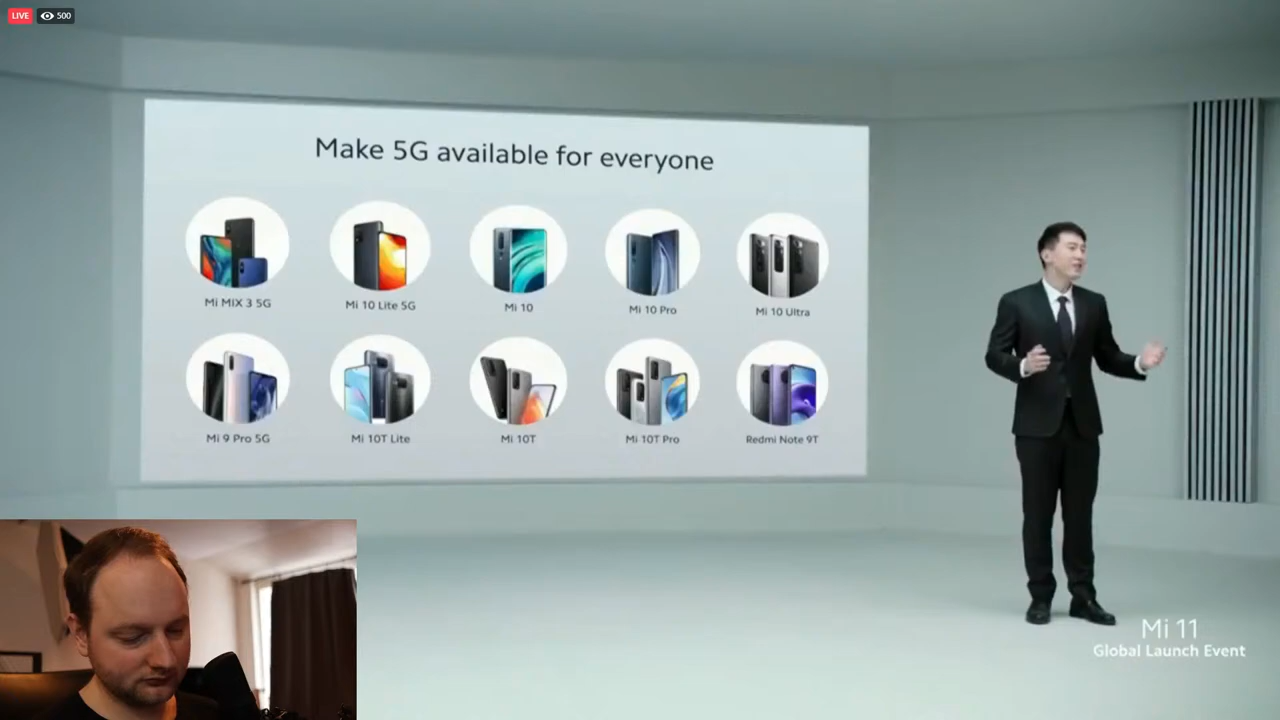 LIVE 500
Make 5G available for everyone
Mi MIX 3 5G
Mi 10 Lite 5G
Mi 10
Mi 10 Pro
Mi 10 Ultra
Mi 9 Pro 5G
Mi 10T Lite
Mi 10T
Mi 10T Pro
Redmi Note 9T
Mi 11
Global Launch Event